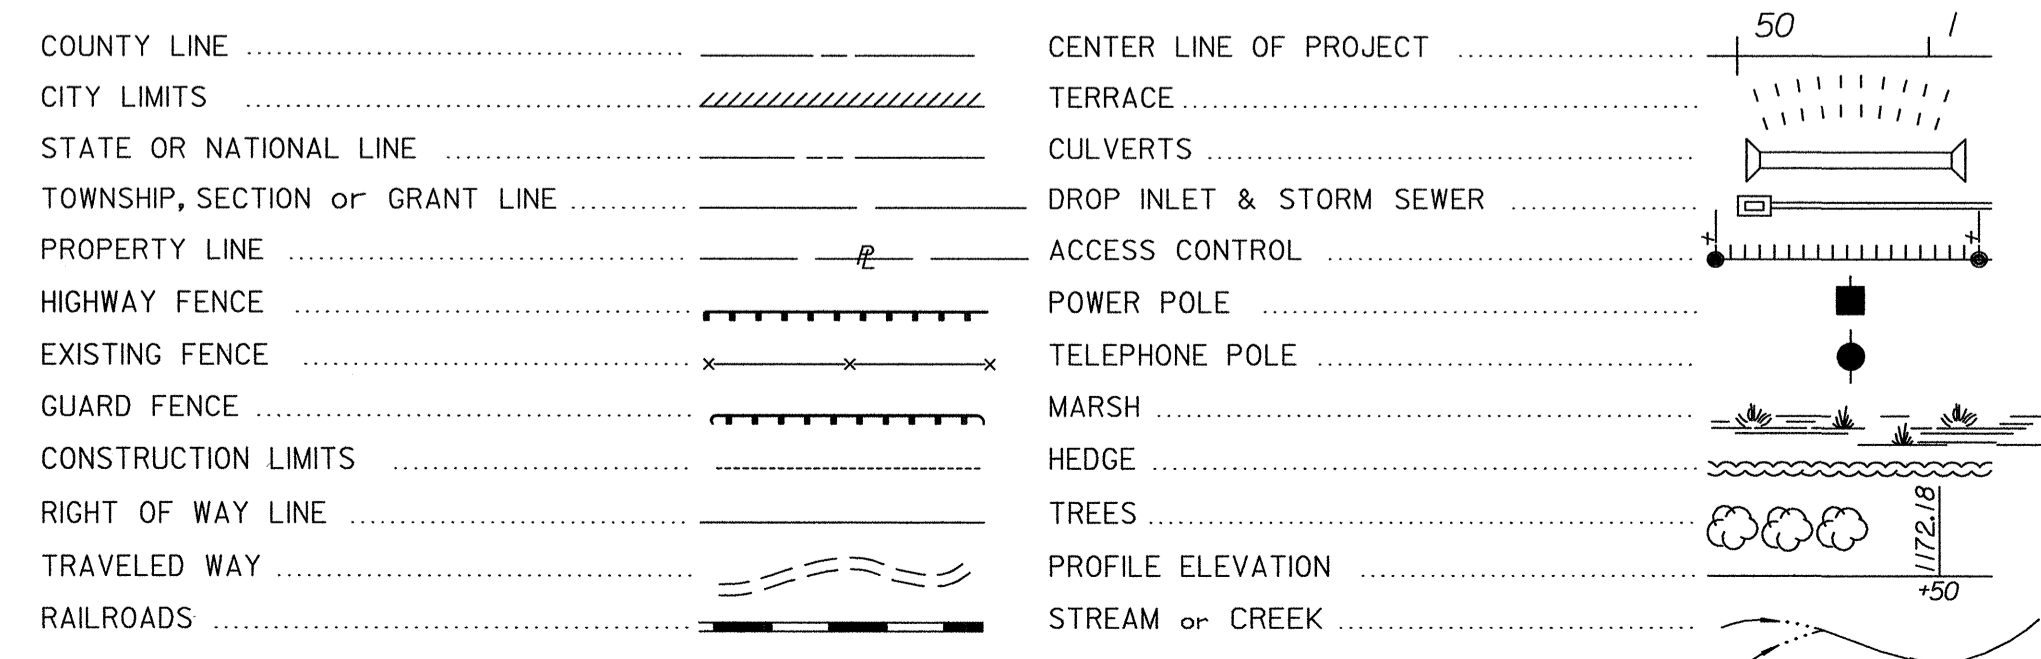 COUNTY LINE
CITY LIMITS
STATE OR NATIONAL LINE
TOWNSHIP, SECTION or GRANT LINE
PROPERTY LINE
PL
HIGHWAY FENCE
EXISTING FENCE
GUARD FENCE
CONSTRUCTION LIMITS
RIGHT OF WAY LINE
TRAVELED WAY
RAILROADS
CENTER LINE OF PROJECT
50 1
TERRACE
CULVERTS
DROP INLET & STORM SEWER
ACCESS CONTROL
POWER POLE
TELEPHONE POLE
MARSH
HEDGE
TREES
PROFILE ELEVATION
1172.18
+50
STREAM or CREEK